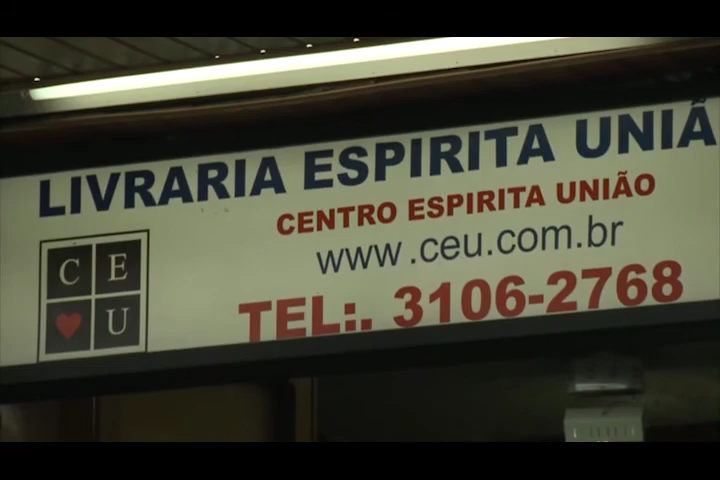 LIVRARIA ESPIRITA UNIÃ
CENTRO ESPIRITA UNIÃO
www.ceu.com.br
TEL:. 3106-2768
C E
U